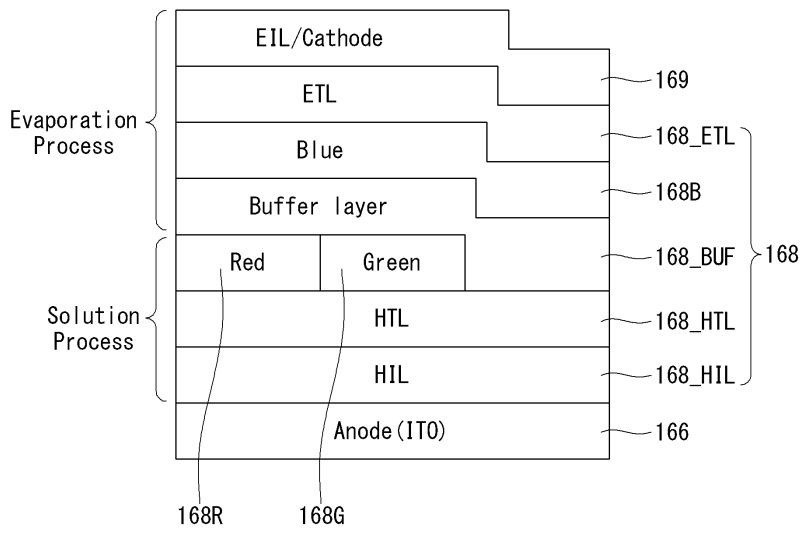 EIL/Cathode
169
ETL
Evaporation
Process
168_ETL
Blue
168B
Buffer layer
168_BUF
168
Red
Green
Solution
Process
HTL
168_HTL
HIL
168_HIL
Anode(ITO)
166
168R
168G